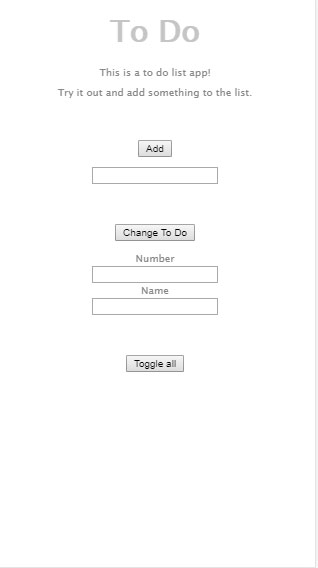 To Do
This is a to do list app!
Try it out and add something to the list.
Add
Change To Do
Number
Name
Toggle all